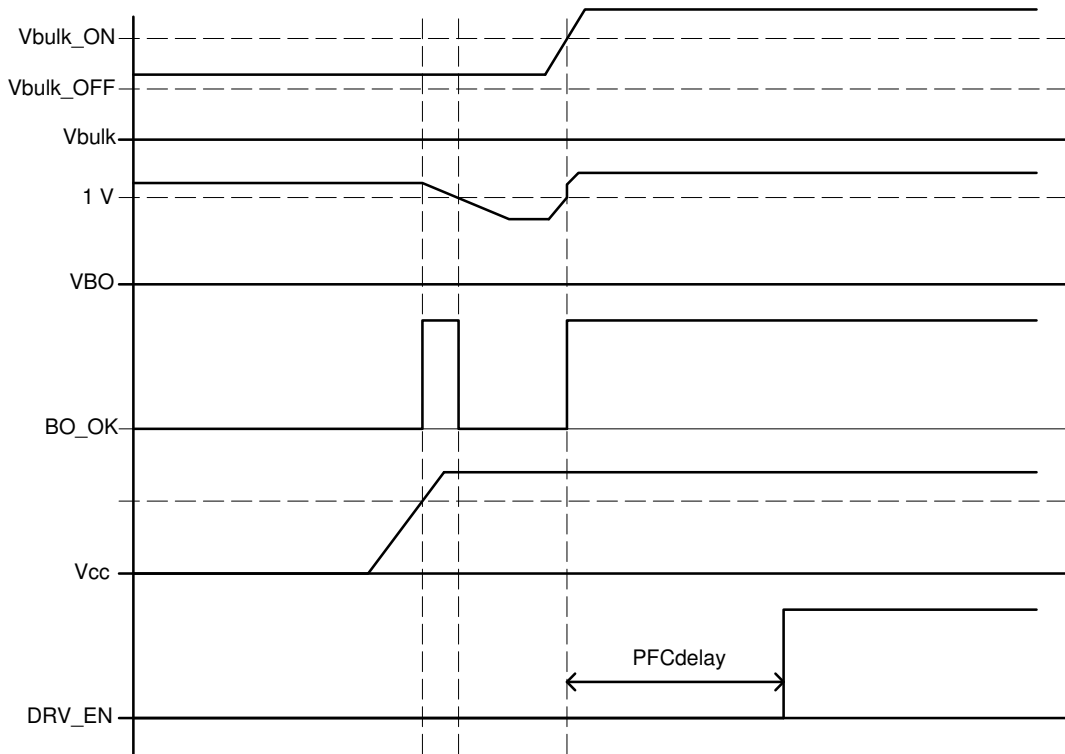 Vbulk_ON
Vbulk_OFF
Vbulk
1 V
VBO
BO_OK
Vcc
PFCdelay
DRV_EN